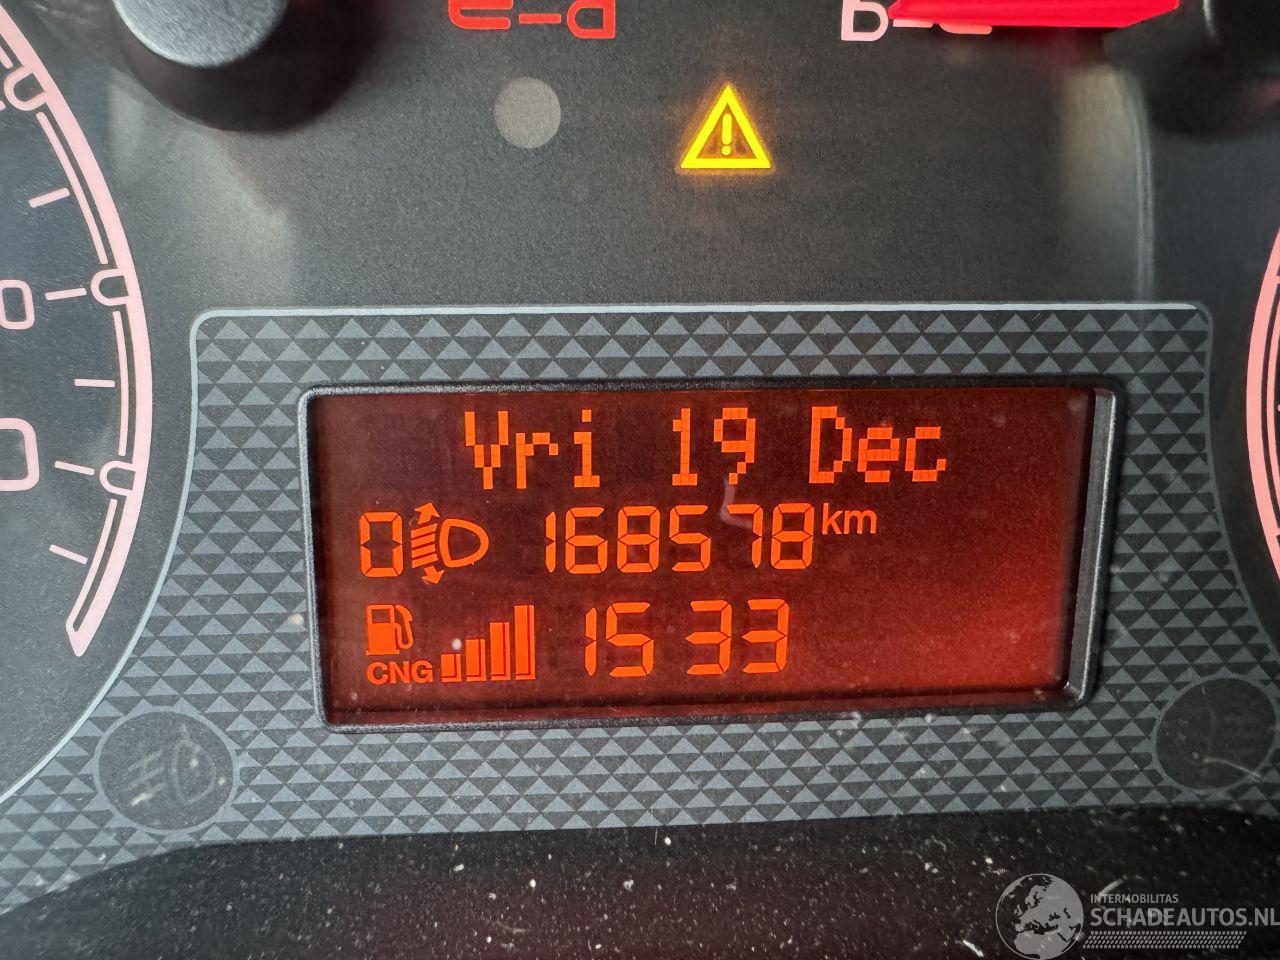 Vri 19 Dec
0 168578 km
CNG 15 33
INTERMOBILITAS
SCHADEAUTOS.NL